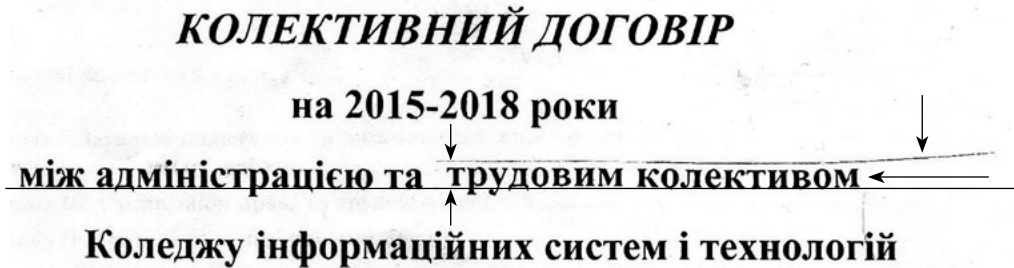 КОЛЕКТИВНИЙ ДОГОВІР
на 2015-2018 роки
між адміністрацією та трудовим колективом
Коледжу інформаційних систем і технологій